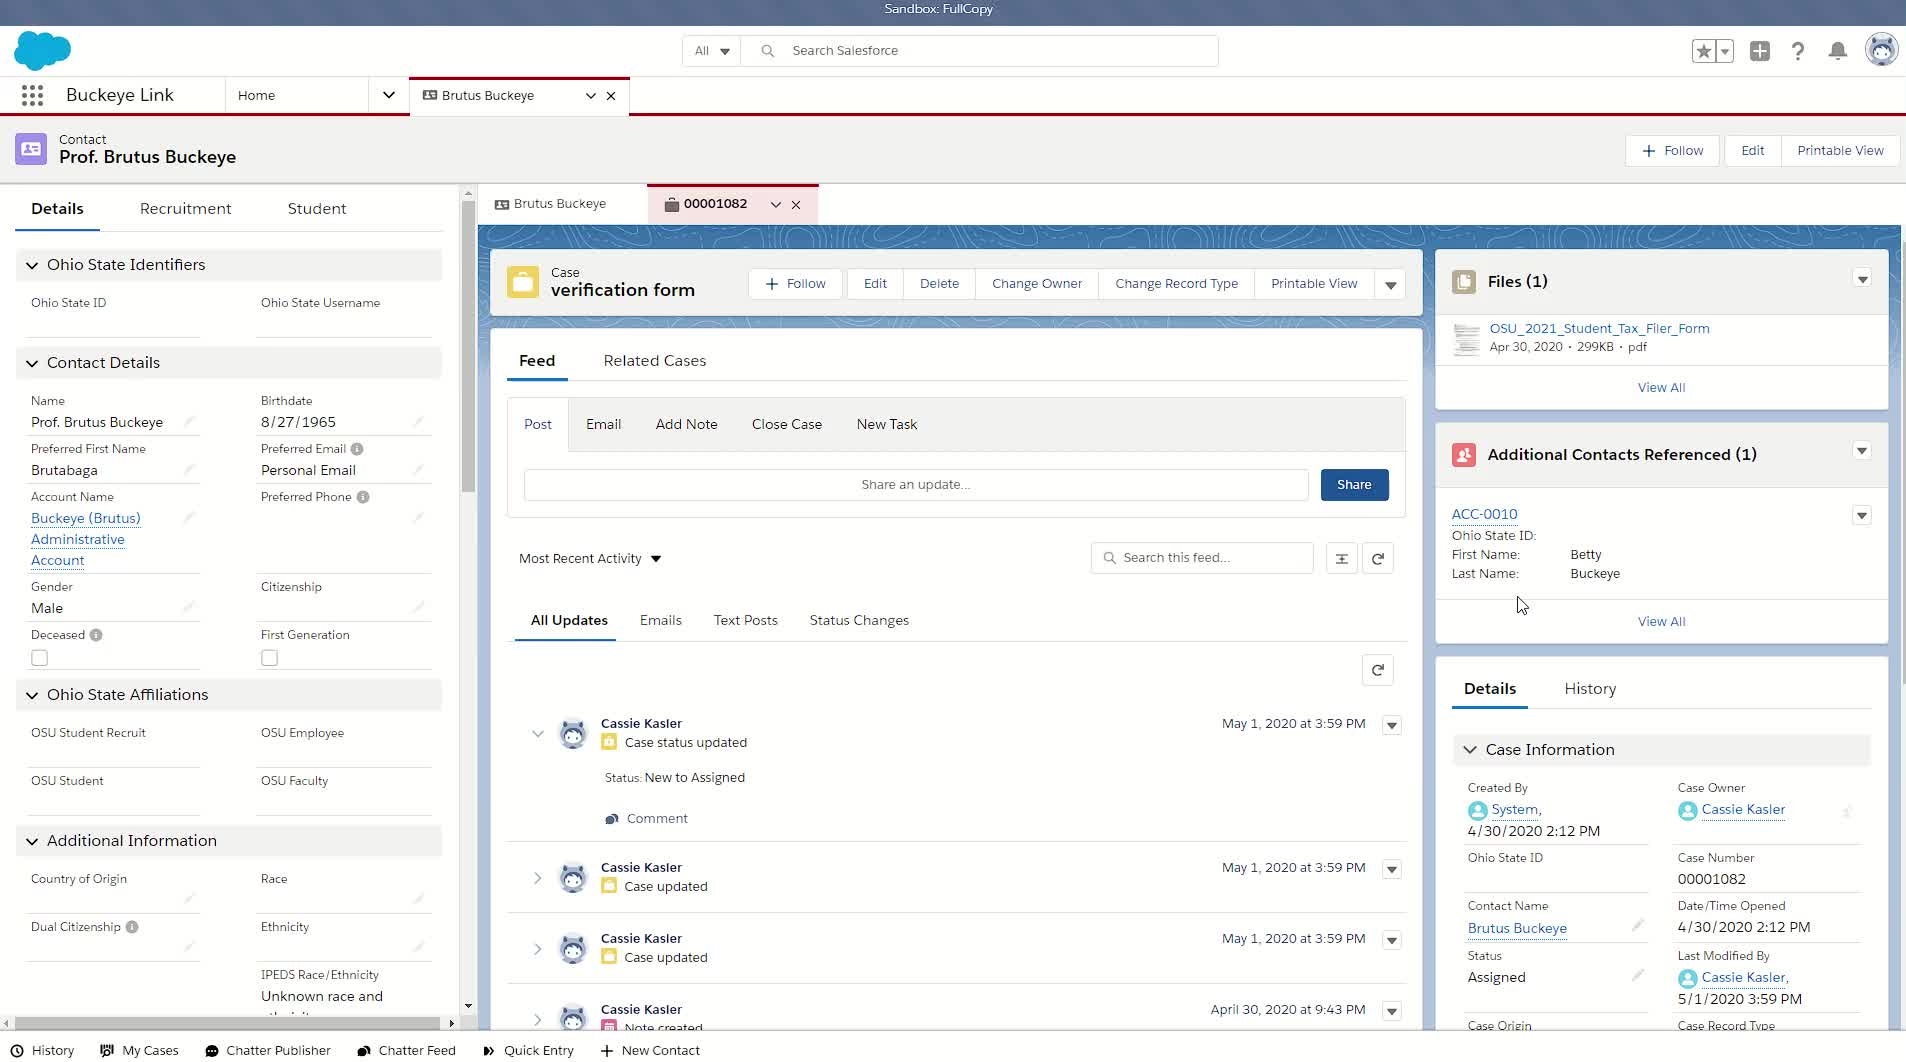 Sandbox: FullCopy
All
Search Salesforce
Buckeye Link
Home
Brutus Buckeye
Contact
Prof. Brutus Buckeye
Follow
Edit
Printable View
Details
Recruitment
Student
Ohio State Identifiers
Ohio State ID
Ohio State Username
Contact Details
Name
Birthdate
Prof. Brutus Buckeye
8/27/1965
Preferred First Name
Preferred Email
Brutabaga
Personal Email
Account Name
Preferred Phone
Buckeye (Brutus)
Administrative
Account
Gender
Citizenship
Male
Deceased
First Generation
Ohio State Affiliations
OSU Student Recruit
OSU Employee
OSU Student
OSU Faculty
Additional Information
Country of Origin
Race
Dual Citizenship
Ethnicity
IPEDS Race/Ethnicity
Unknown race and
Brutus Buckeye
00001082
Case
verification form
Follow
Edit
Delete
Change Owner
Change Record Type
Printable View
Feed
Related Cases
Post
Email
Add Note
Close Case
New Task
Share an update...
Share
Most Recent Activity
Search this feed...
All Updates
Emails
Text Posts
Status Changes
Cassie Kasler
May 1, 2020 at 3:59 PM
Case status updated
Status: New to Assigned
Comment
Cassie Kasler
May 1, 2020 at 3:59 PM
Case updated
Cassie Kasler
May 1, 2020 at 3:59 PM
Case updated
Cassie Kasler
April 30, 2020 at 9:43 PM
Note created
Files (1)
OSU_2021_Student_Tax_Filer_Form
Apr 30, 2020 • 299KB • pdf
View All
Additional Contacts Referenced (1)
ACC-0010
Ohio State ID:
First Name: Betty
Last Name: Buckeye
View All
Details
History
Case Information
Created By
Case Owner
System,
Cassie Kasler
4/30/2020 2:12 PM
Ohio State ID
Case Number
00001082
Contact Name
Date/Time Opened
Brutus Buckeye
4/30/2020 2:12 PM
Status
Last Modified By
Assigned
Cassie Kasler,
5/1/2020 3:59 PM
Case Origin
Case Record Type
History
My Cases
Chatter Publisher
Chatter Feed
Quick Entry
New Contact